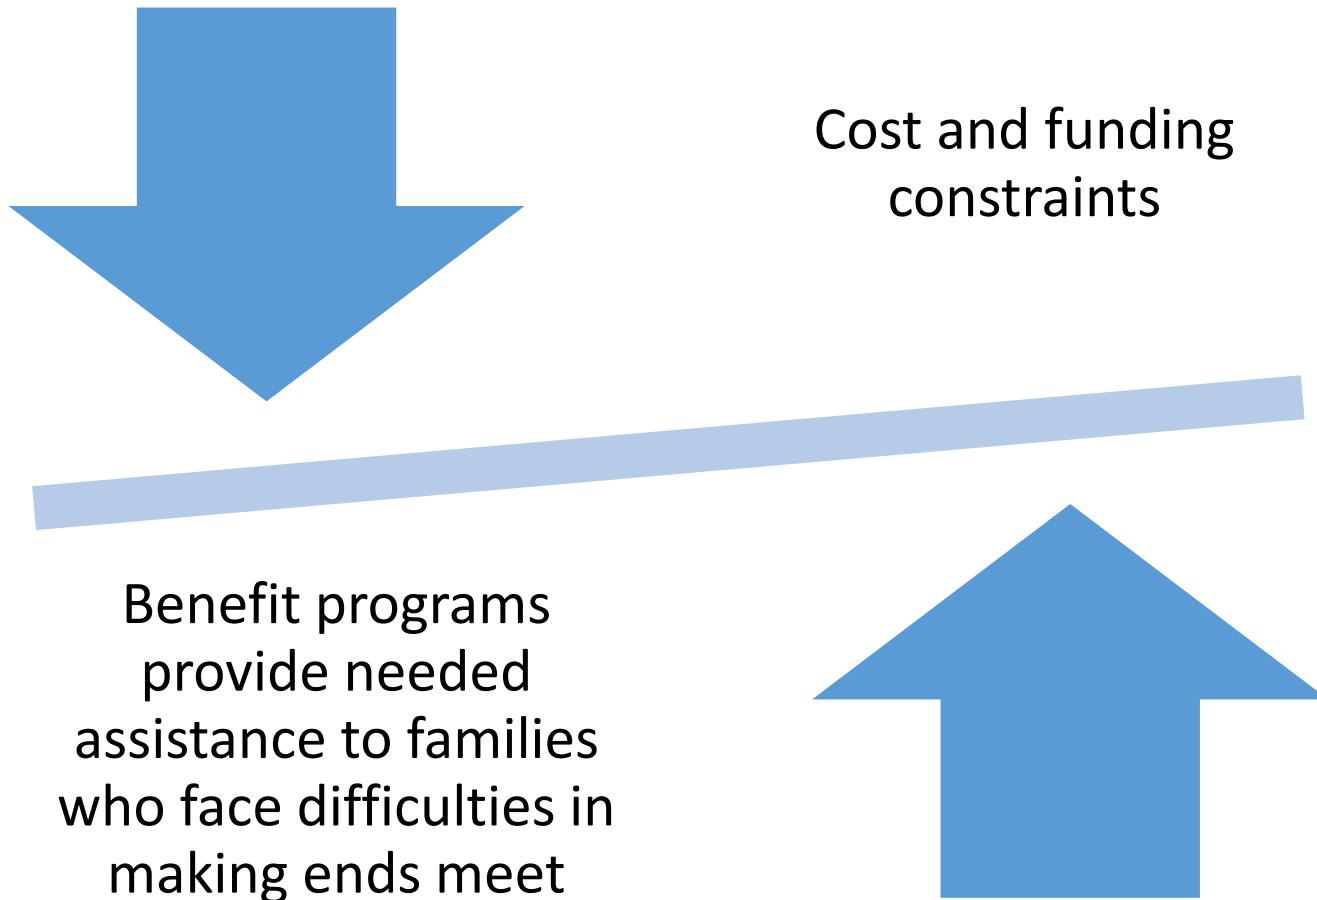 Cost and funding
constraints
Benefit programs
provide needed
assistance to families
who face difficulties in
making ends meet